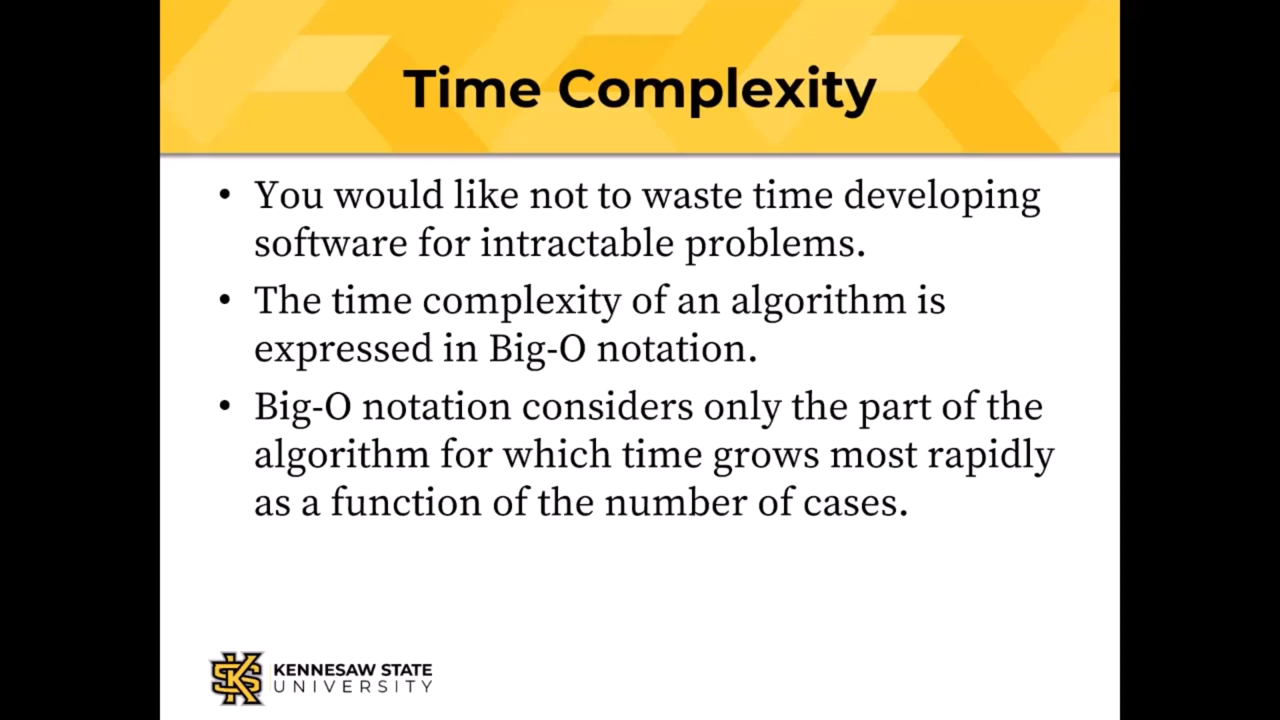 Time Complexity
• You would like not to waste time developing
software for intractable problems.
• The time complexity of an algorithm is
expressed in Big-O notation.
• Big-O notation considers only the part of the
algorithm for which time grows most rapidly
as a function of the number of cases.
KENNESAW STATE
UNIVERSITY